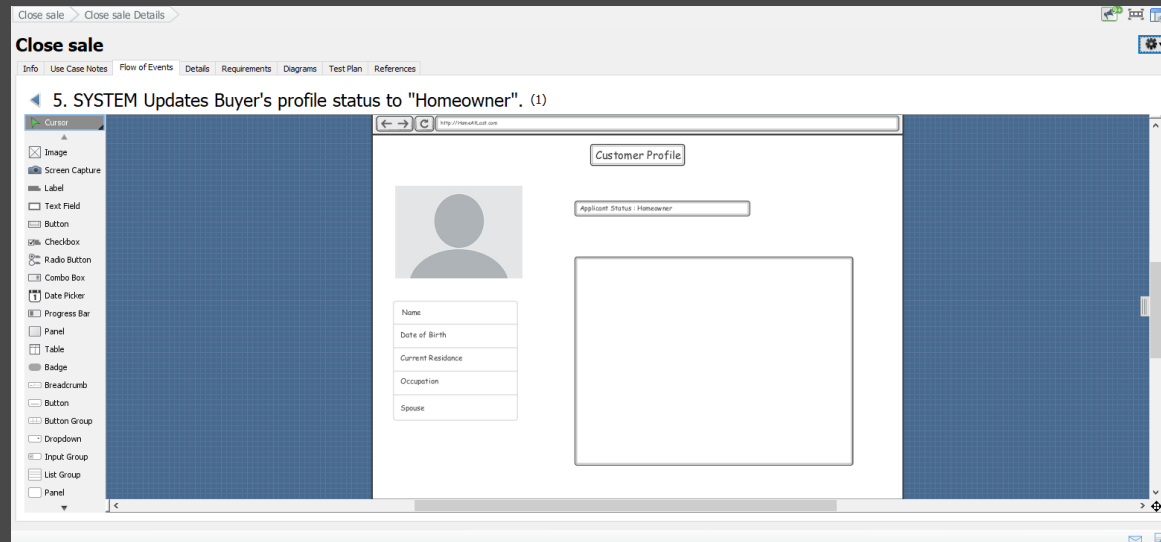 Close sale Close sale Details
Close sale
Info Use Case Notes Flow of Events Details Requirements Diagrams Test Plan References
5. SYSTEM Updates Buyer's profile status to "Homeowner". (1)
Cursor
Image
Screen Capture
Label
Text Field
Button
Checkbox
Radio Button
Combo Box
Date Picker
Progress Bar
Panel
Table
Badge
Breadcrumb
Button
Button Group
Dropdown
Input Group
List Group
Panel
Customer Profile
Applicant Status : Homeowner
Name
Date of Birth
Current Residance
Occupation
Spouse